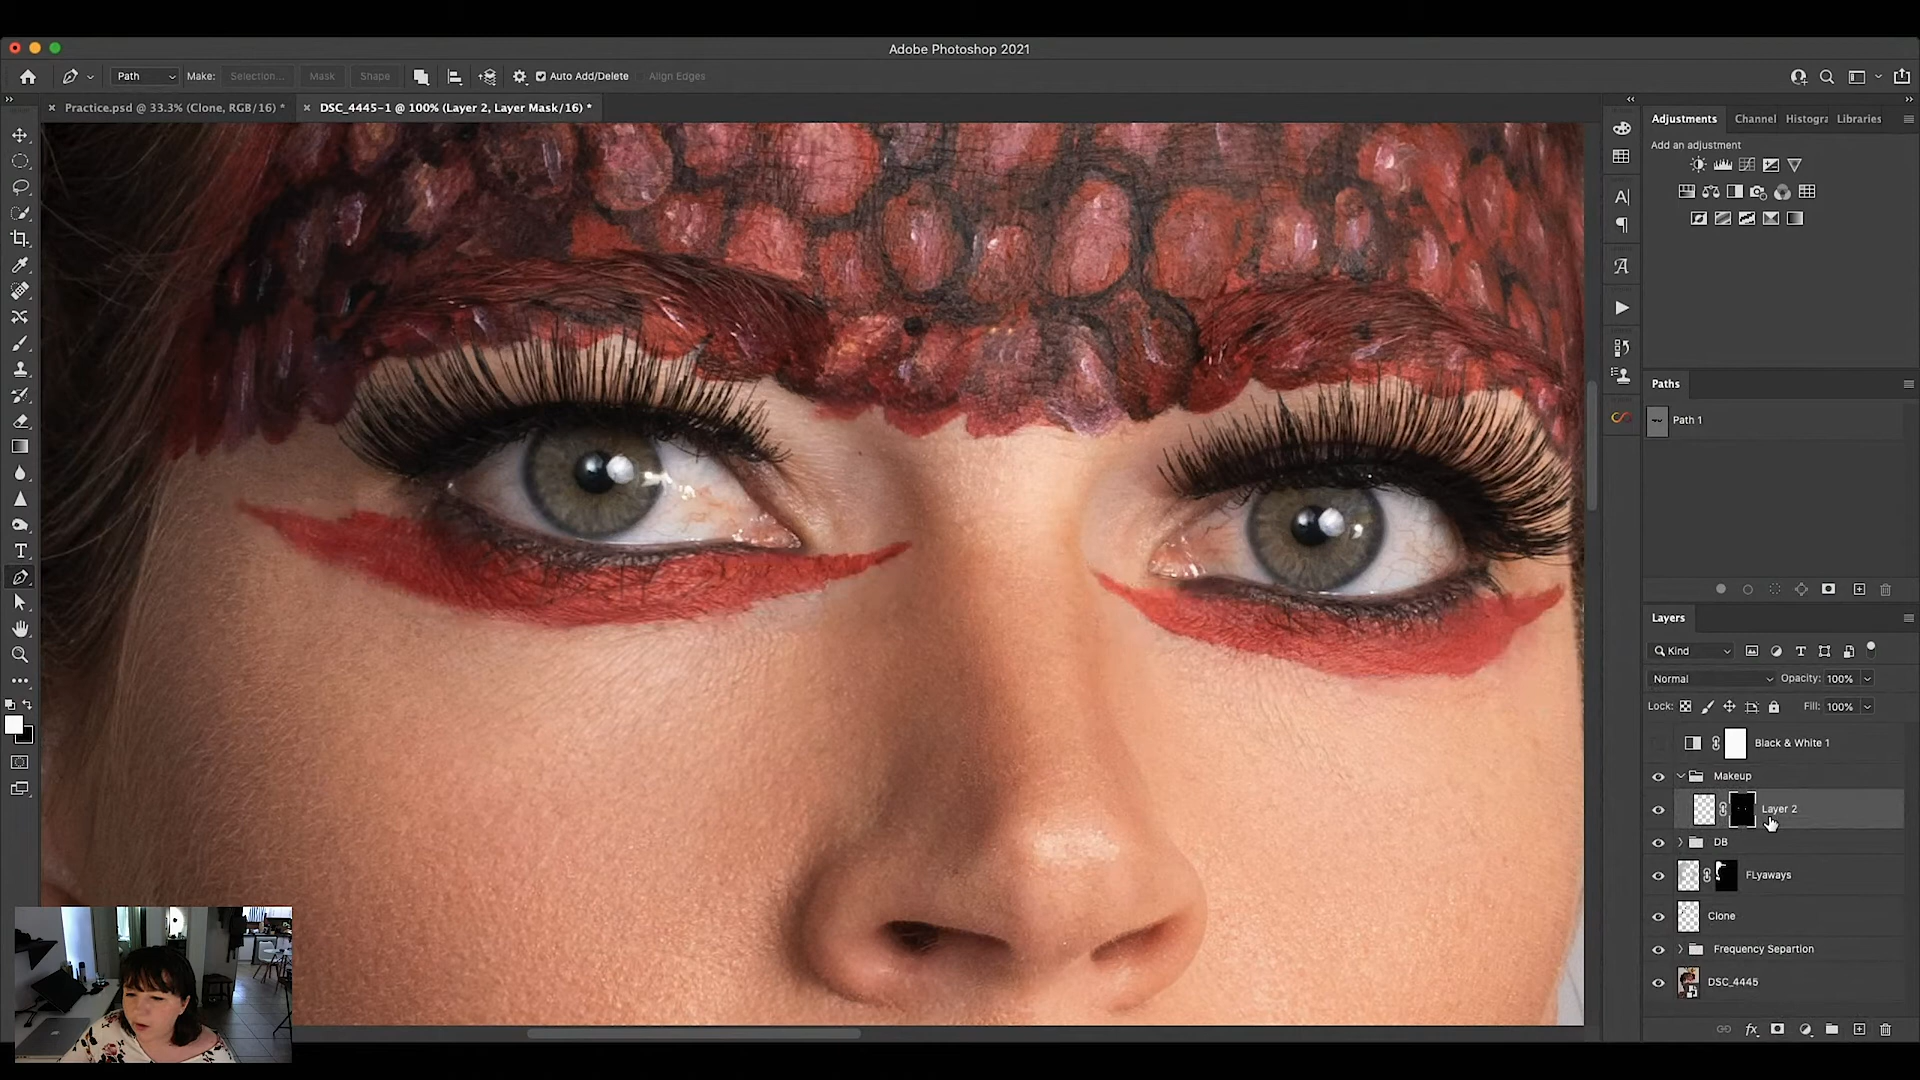 Adobe Photoshop 2021
Path
Make:
Selection...
Mask
Shape
Auto Add/Delete
Align Edges
Practice.psd @ 33.3% (Clone, RGB/16) *
DSC_4445-1 @ 100% (Layer 2, Layer Mask/16) *
Adjustments
Channel
Histogra
Libraries
Add an adjustment
Paths
Path 1
Layers
Kind
Normal
Opacity: 100%
Lock:
Fill: 100%
Black & White 1
Makeup
Layer 2
DB
FLyaways
Clone
Frequency Separtion
DSC_4445